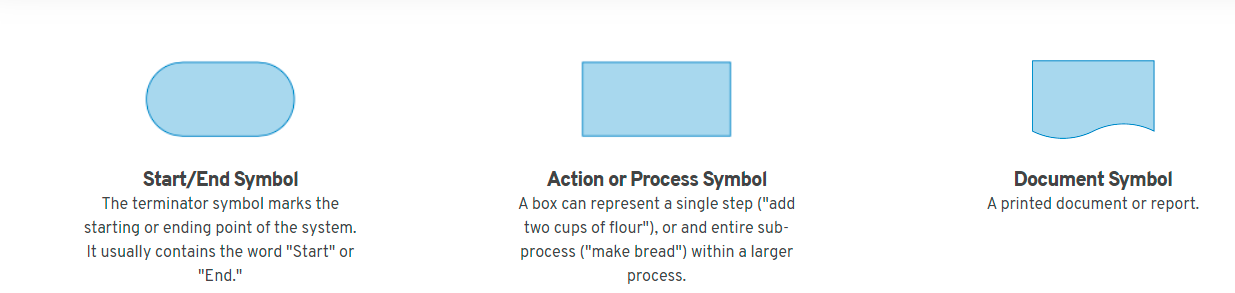 Start/End Symbol
The terminator symbol marks the
starting or ending point of the system.
It usually contains the word "Start" or
"End."
Action or Process Symbol
A box can represent a single step ("add
two cups of flour"), or and entire sub-
process ("make bread") within a larger
process.
Document Symbol
A printed document or report.